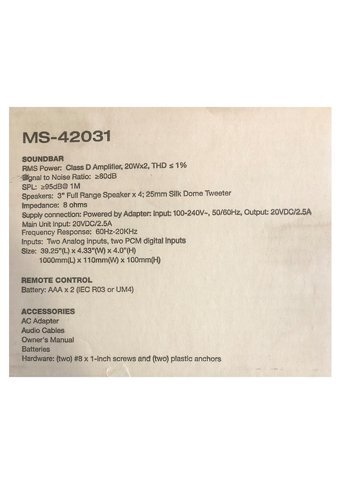 MS-42031
SOUNDBAR
RMS Power: Class D Amplifier, 20Wx2, THD ≤ 1%
Signal to Noise Ratio: ≥80dB
SPL: ≥95dB@ 1M
Speakers: 3" Full Range Speaker x 4; 25mm Silk Dome Tweeter
Impedance: 8 ohms
Supply connection: Powered by Adapter: Input: 100-240V~, 50/60Hz, Output: 20VDC/2.5A
Main Unit Input: 20VDC/2.5A
Frequency Response: 60Hz-20KHz
Inputs: Two Analog inputs, two PCM digital Inputs
Size: 39.25"(L) x 4.33"(W) x 4.0"(H)
1000mm(L) x 110mm(W) x 100mm(H)
REMOTE CONTROL
Battery: AAA x 2 (IEC R03 or UM4)
ACCESSORIES
AC Adapter
Audio Cables
Owner's Manual
Batteries
Hardware: (two) #8 x 1-inch screws and (two) plastic anchors